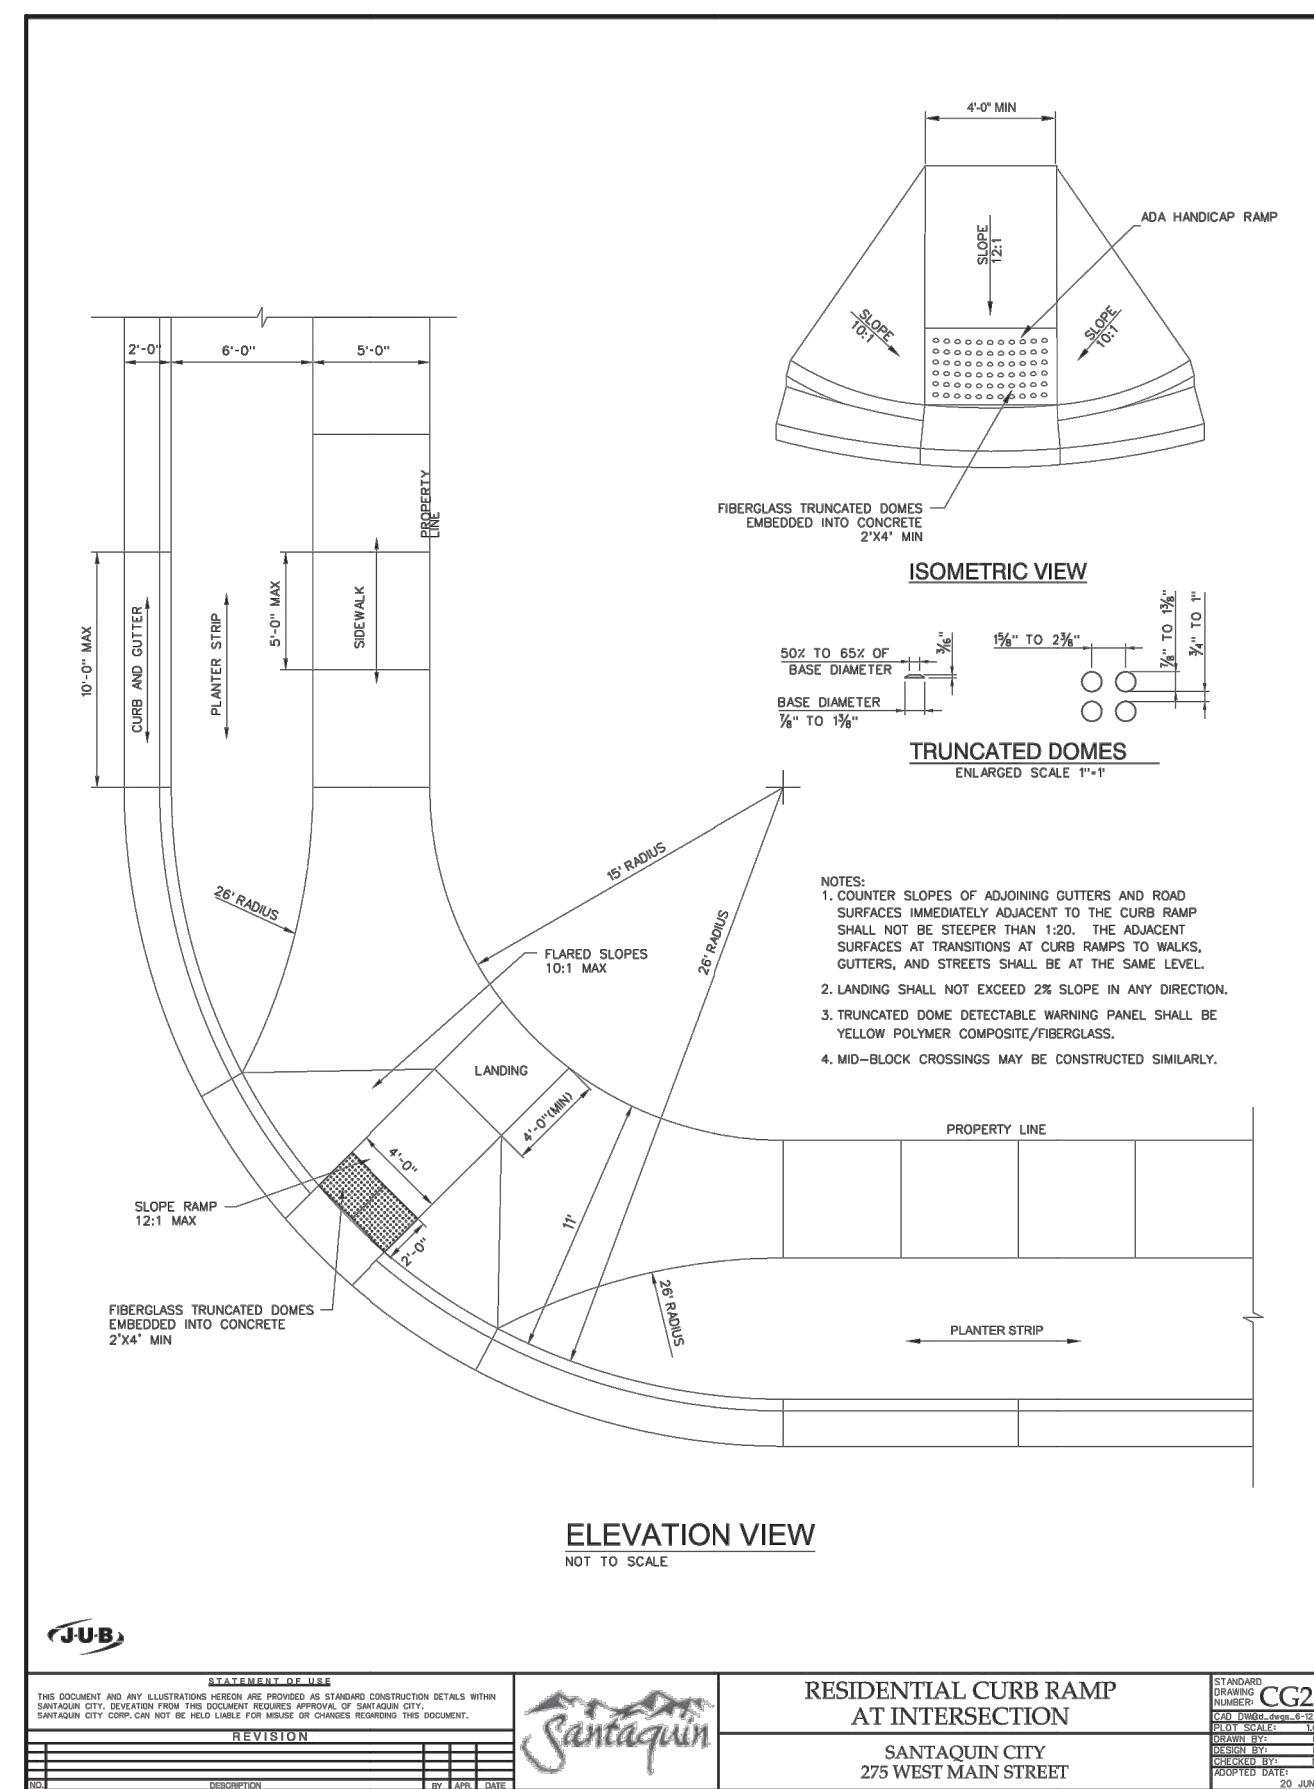 4'-0" MIN
ADA HANDICAP RAMP
SLOPE
12:1
SLOPE
10:1
SLOPE
10:1
FIBERGLASS TRUNCATED DOMES
EMBEDDED INTO CONCRETE
2'X4' MIN
ISOMETRIC VIEW
2'-0"
6'-0"
5'-0"
PROPERTY
LINE
10'-0" MAX
CURB AND GUTTER
PLANTER STRIP
5'-0" MAX
SIDEWALK
50% TO 65% OF
BASE DIAMETER
3/16"
BASE DIAMETER
7/8" TO 1 3/8"
1 5/8" TO 2 3/8"
7/8" TO 1 3/8"
3/4" TO 1"
TRUNCATED DOMES
ENLARGED SCALE 1"=1'
15' RADIUS
26' RADIUS
26' RADIUS
FLARED SLOPES
10:1 MAX
NOTES:
1. COUNTER SLOPES OF ADJOINING GUTTERS AND ROAD
SURFACES IMMEDIATELY ADJACENT TO THE CURB RAMP
SHALL NOT BE STEEPER THAN 1:20. THE ADJACENT
SURFACES AT TRANSITIONS AT CURB RAMPS TO WALKS,
GUTTERS, AND STREETS SHALL BE AT THE SAME LEVEL.
2. LANDING SHALL NOT EXCEED 2% SLOPE IN ANY DIRECTION.
3. TRUNCATED DOME DETECTABLE WARNING PANEL SHALL BE
YELLOW POLYMER COMPOSITE/FIBERGLASS.
4. MID-BLOCK CROSSINGS MAY BE CONSTRUCTED SIMILARLY.
LANDING
4'-0"(MIN)
4'-0"
2'-0"
11'
SLOPE RAMP
12:1 MAX
FIBERGLASS TRUNCATED DOMES
EMBEDDED INTO CONCRETE
2'X4' MIN
26' RADIUS
PROPERTY LINE
PLANTER STRIP
ELEVATION VIEW
NOT TO SCALE
J-U-B
STATEMENT OF USE
THIS DOCUMENT AND ANY ILLUSTRATIONS HEREON ARE PROVIDED AS STANDARD CONSTRUCTION DETAILS WITHIN
SANTAQUIN CITY. DEVEATION FROM THIS DOCUMENT REQUIRES APPROVAL OF SANTAQUIN CITY.
SANTAQUIN CITY CORP. CAN NOT BE HELD LIABLE FOR MISUSE OR CHANGES REGARDING THIS DOCUMENT.
REVISION
NO. DESCRIPTION BY APR. DATE
Santaquin
RESIDENTIAL CURB RAMP
AT INTERSECTION
SANTAQUIN CITY
275 WEST MAIN STREET
STANDARD
DRAWING
NUMBER: CG2
PLOT SCALE:
DRAWN BY:
DESIGN BY:
CHECKED BY:
ADOPTED DATE:
20